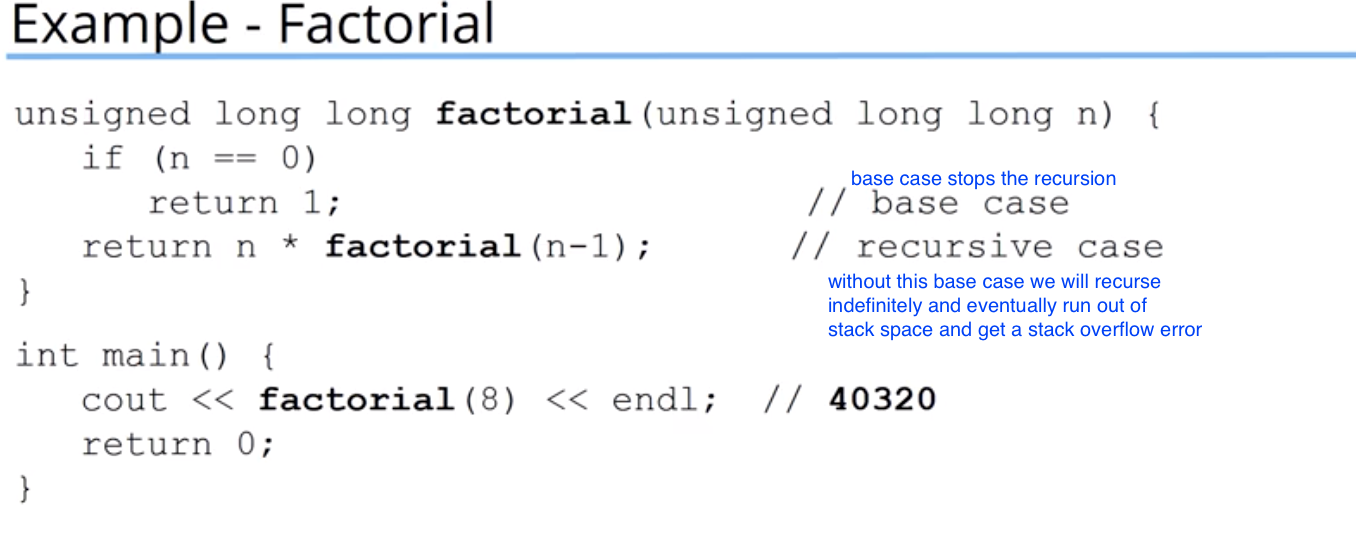 Example - Factorial
unsigned long long factorial(unsigned long long n) {
if (n == 0)
base case stops the recursion
return 1; // base case
return n * factorial(n-1); // recursive case
}
without this base case we will recurse
indefinitely and eventually run out of
stack space and get a stack overflow error
int main() {
cout << factorial(8) << endl; // 40320
return 0;
}